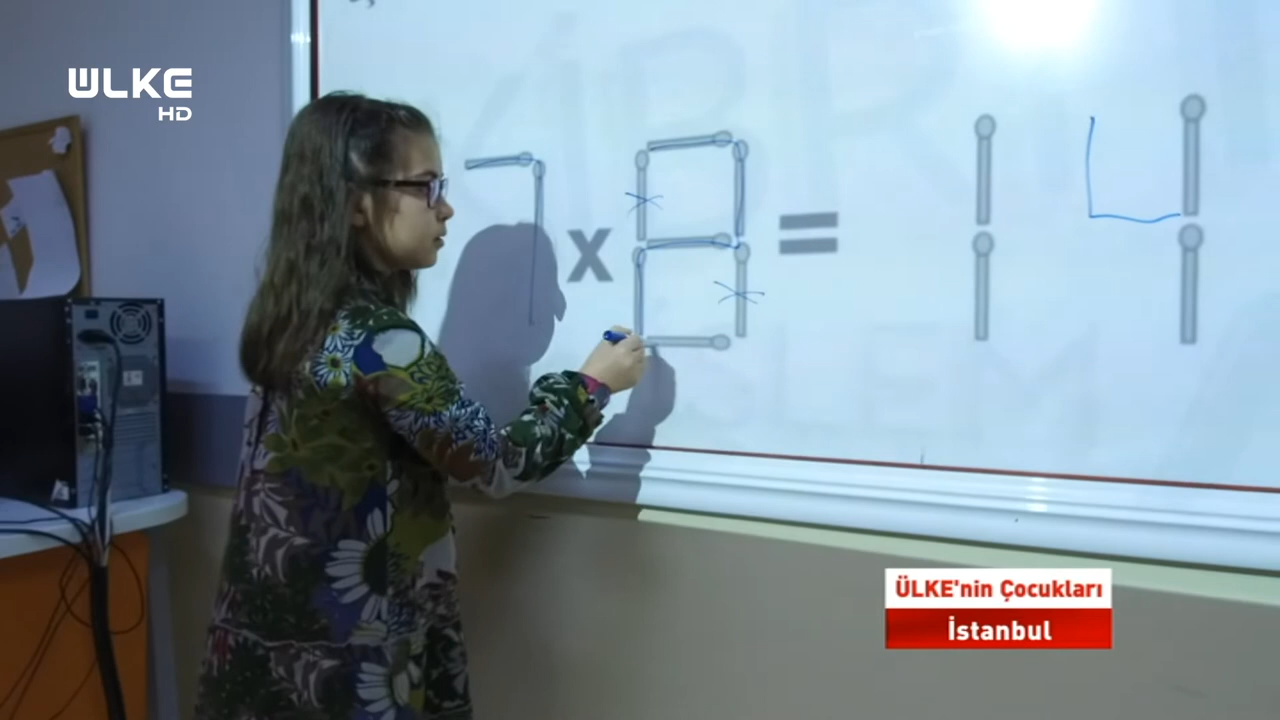 ÜLKE
HD
7 x 8 = 14
ÜLKE'nin Çocukları
İstanbul